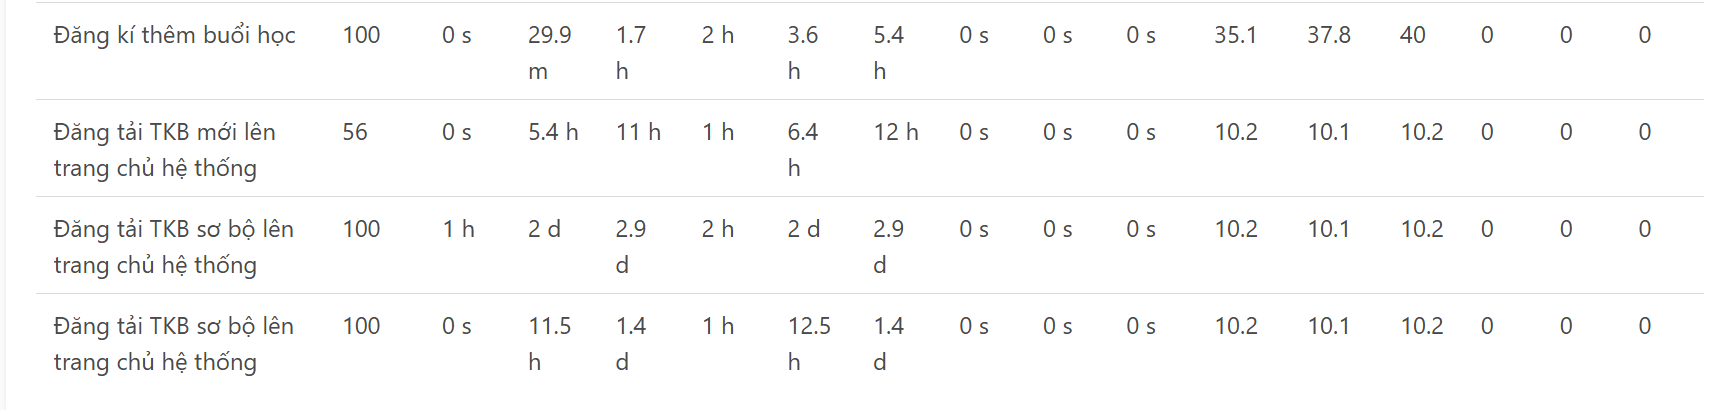 Đăng kí thêm buổi học 100 0 s 29.9 m 1.7 h 2 h 3.6 h 5.4 h 0 s 0 s 0 s 35.1 37.8 40 0 0 0
Đăng tải TKB mới lên trang chủ hệ thống 56 0 s 5.4 h 11 h 1 h 6.4 h 12 h 0 s 0 s 0 s 10.2 10.1 10.2 0 0 0
Đăng tải TKB sơ bộ lên trang chủ hệ thống 100 1 h 2 d 2.9 d 2 h 2 d 2.9 d 0 s 0 s 0 s 10.2 10.1 10.2 0 0 0
Đăng tải TKB sơ bộ lên trang chủ hệ thống 100 0 s 11.5 h 1.4 d 1 h 12.5 h 1.4 d 0 s 0 s 0 s 10.2 10.1 10.2 0 0 0